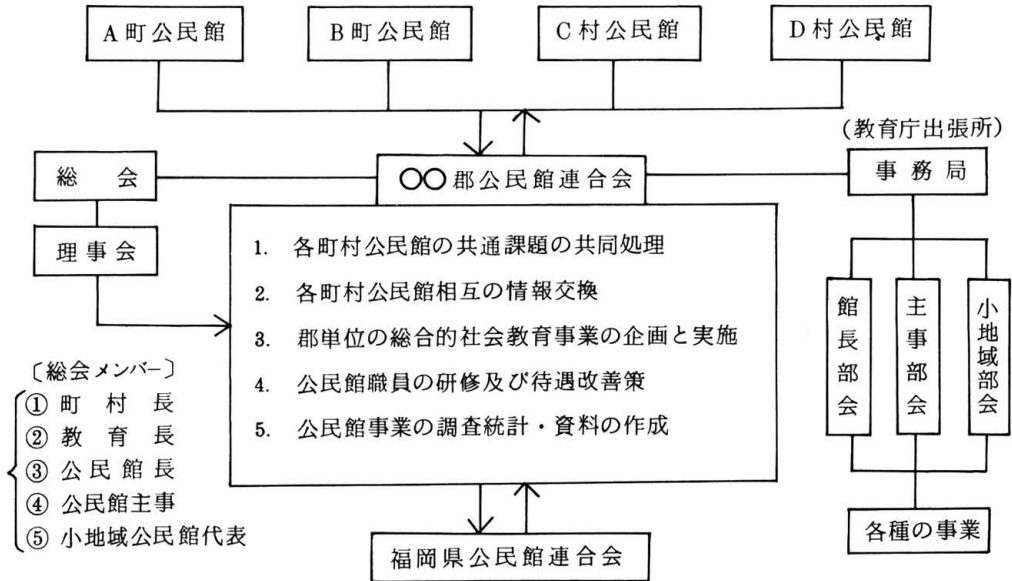 A町公民館
B町公民館
C村公民館
D村公民館
(教育庁出張所)
総会
〇〇郡公民館連合会
事務局
理事会
1. 各町村公民館の共通課題の共同処理
2. 各町村公民館相互の情報交換
3. 郡単位の総合的社会教育事業の企画と実施
4. 公民館職員の研修及び待遇改善策
5. 公民館事業の調査統計・資料の作成
館長部会
主事部会
小地域部会
〔総会メンバー〕
① 町村長
② 教育長
③ 公民館長
④ 公民館主事
⑤ 小地域公民館代表
各種の事業
福岡県公民館連合会